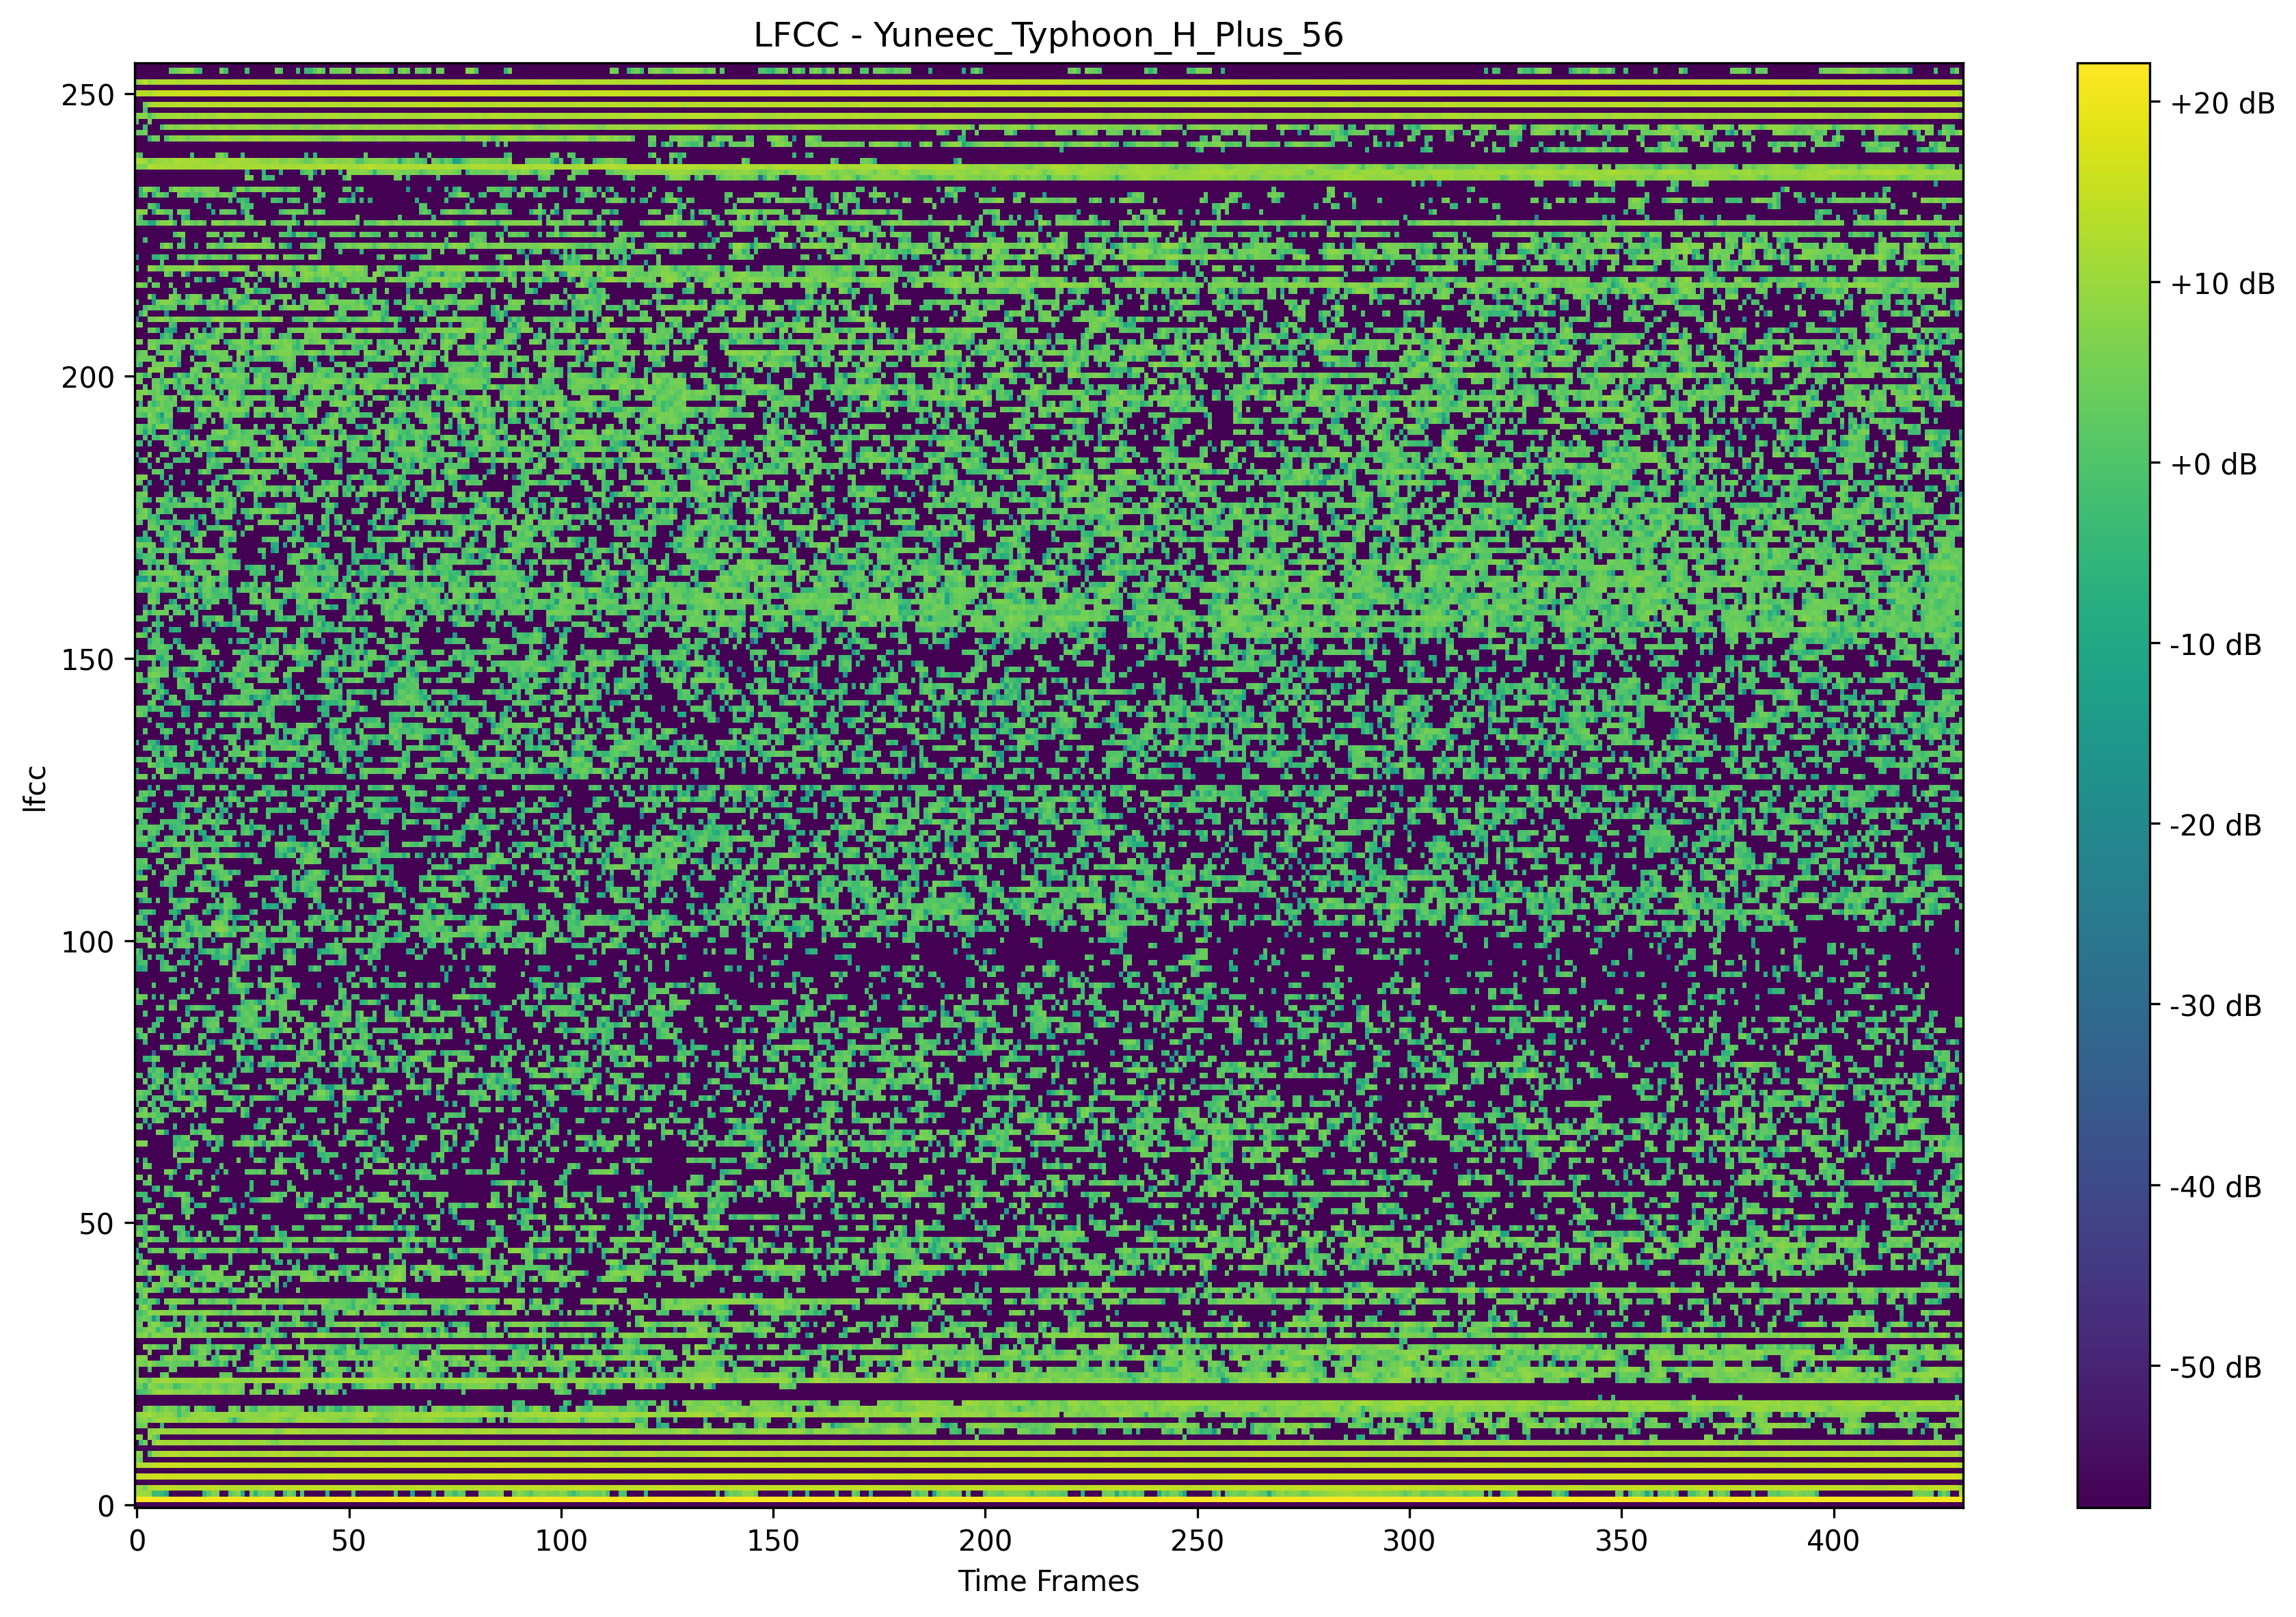 LFCC - Yuneec_Typhoon_H_Plus_56
250
200
150
100
50
0
lfcc
0 50 100 150 200 250 300 350 400
Time Frames
+20 dB
+10 dB
+0 dB
-10 dB
-20 dB
-30 dB
-40 dB
-50 dB